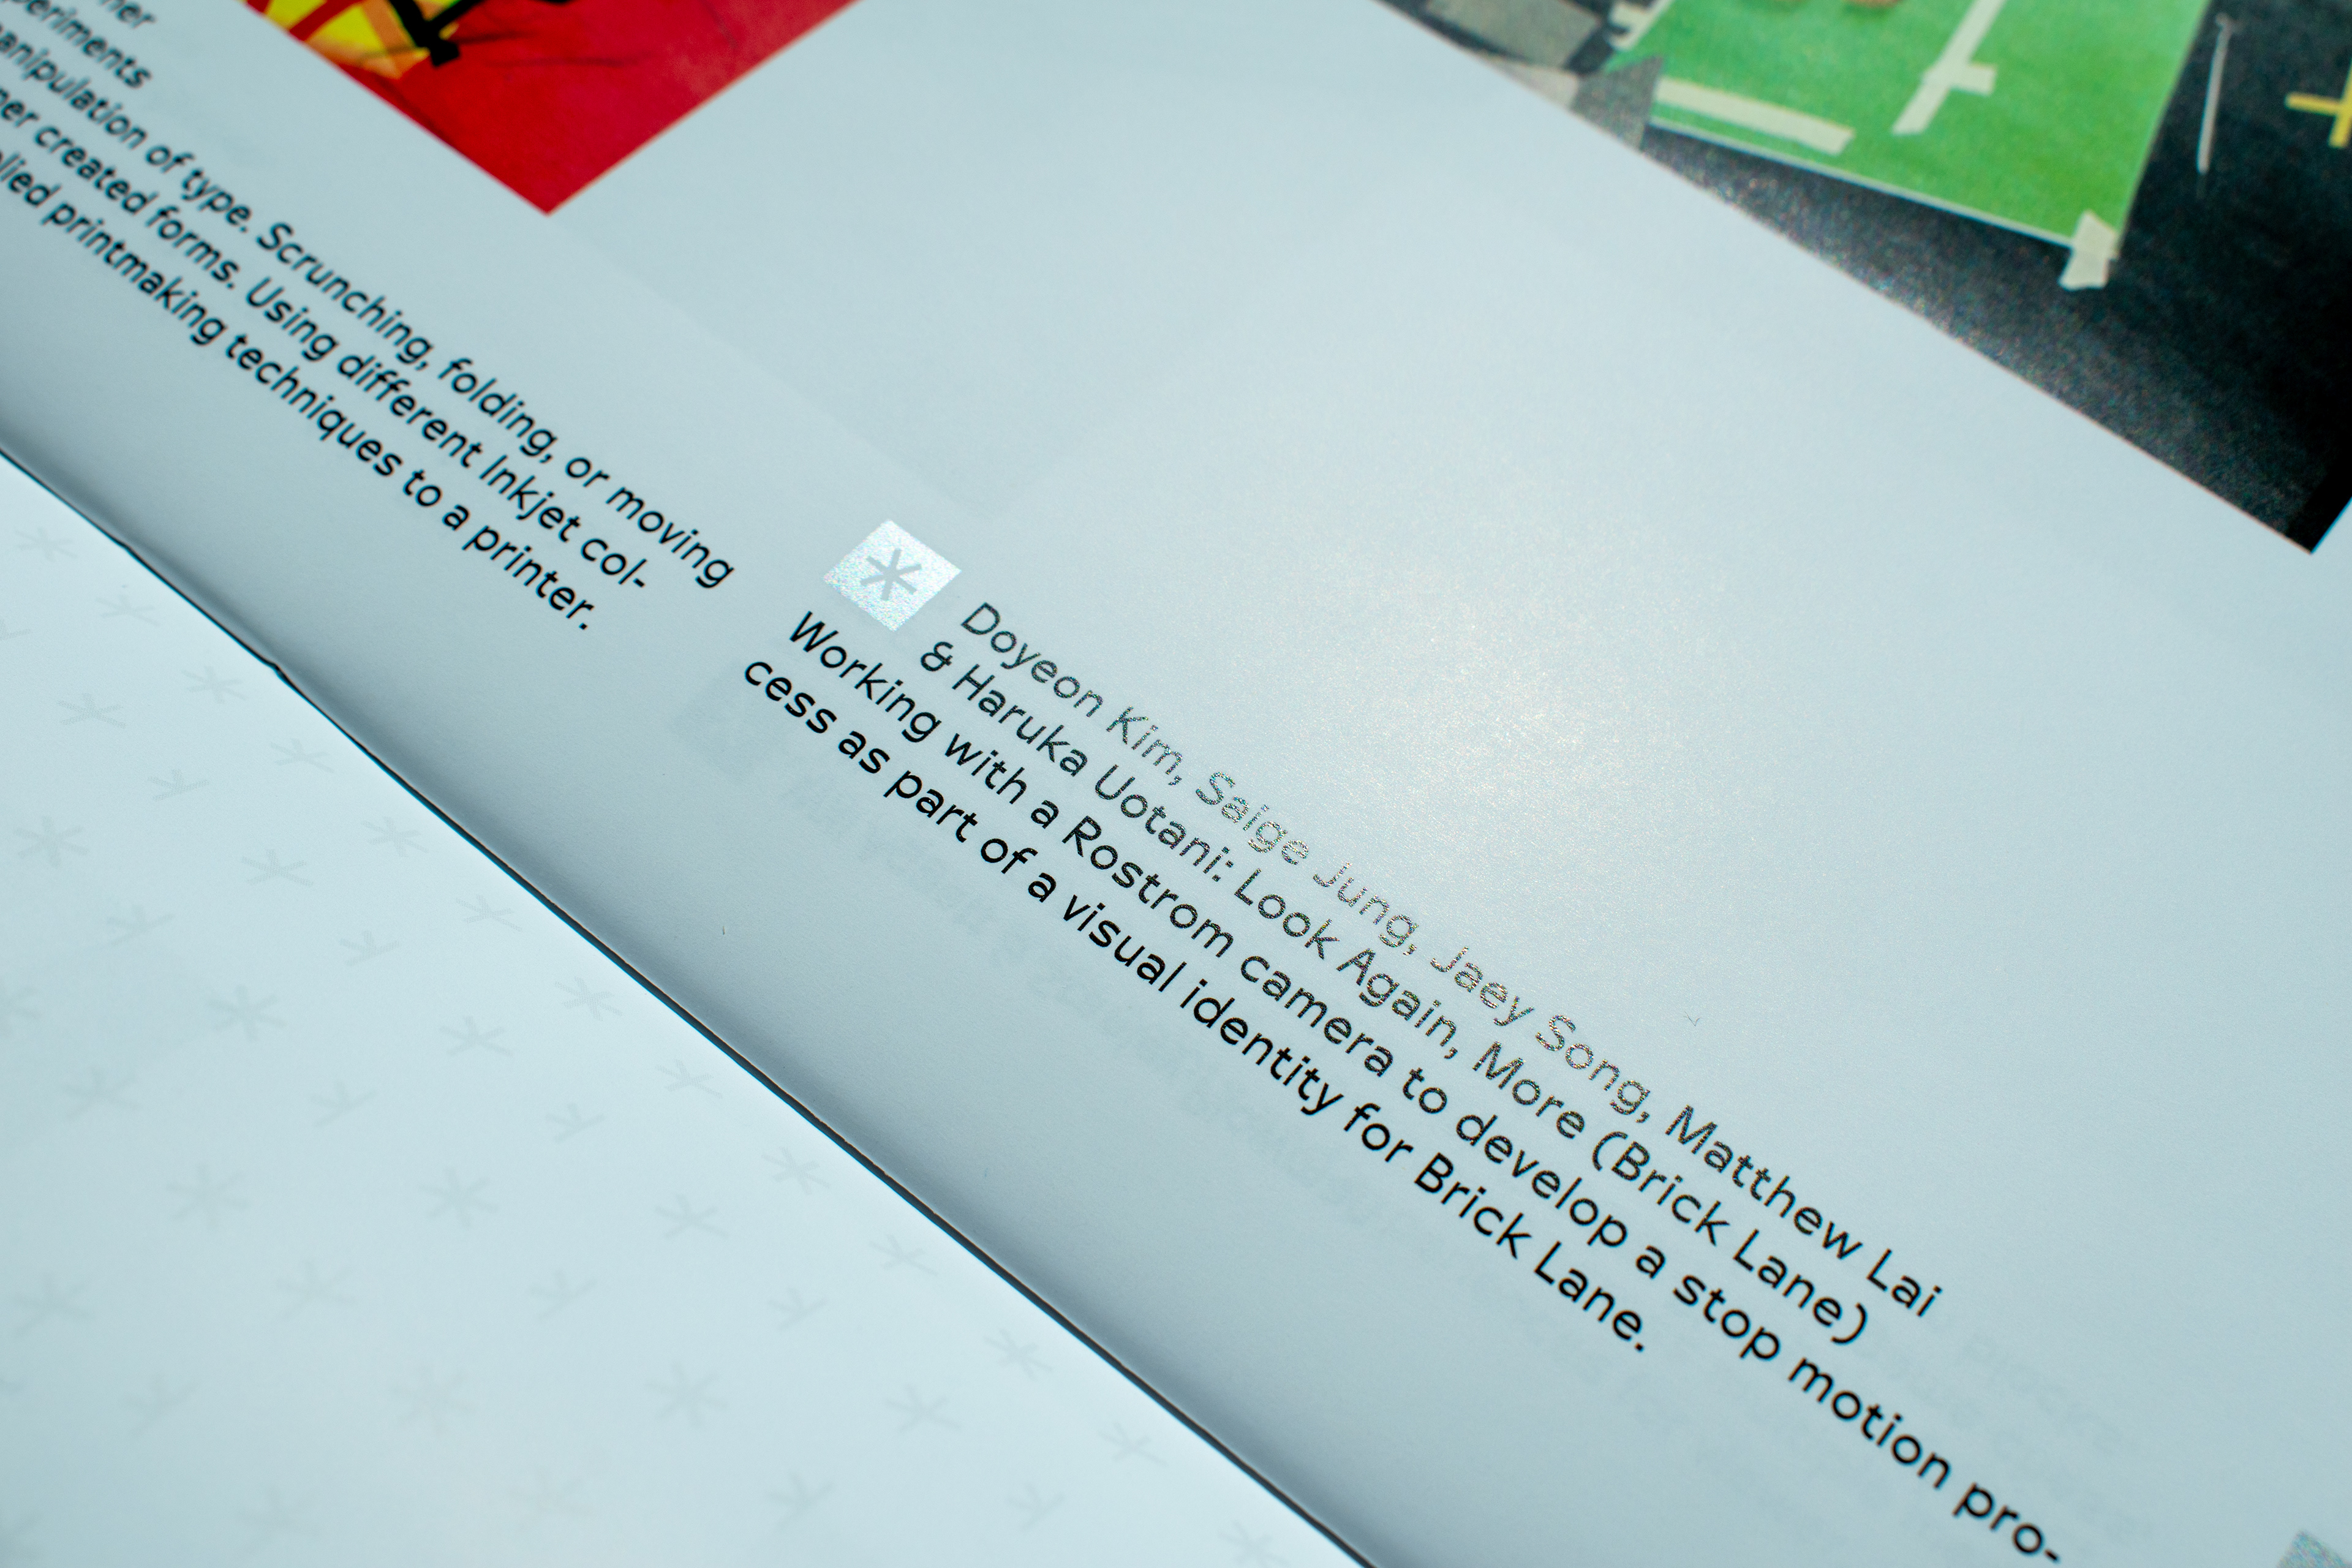 periments
manipulation of type. Scrunching, folding, or moving
created forms. Using different Inkjet col-
printmaking techniques to a printer.
* Doyeon Kim, Saige Jung, Jaey Song, Matthew Lai
& Haruka Uotani: Look Again, More (Brick Lane)
Working with a Rostrom camera to develop a stop motion pro-
cess as part of a visual identity for Brick Lane.